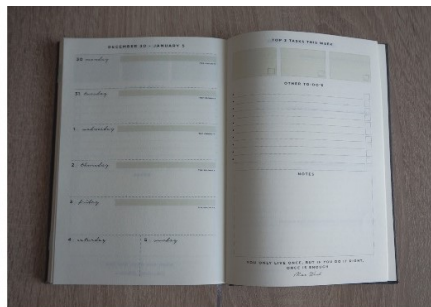 DECEMBER 30 - JANUARY 5
30 monday
31 tuesday
1 wednesday
2 thursday
3 friday
4 saturday
5 sunday
TOP 3 TASKS THIS WEEK
OTHER TO-DO'S
NOTES
YOU ONLY LIVE ONCE, BUT IF YOU DO IT RIGHT,
ONCE IS ENOUGH
Mae West